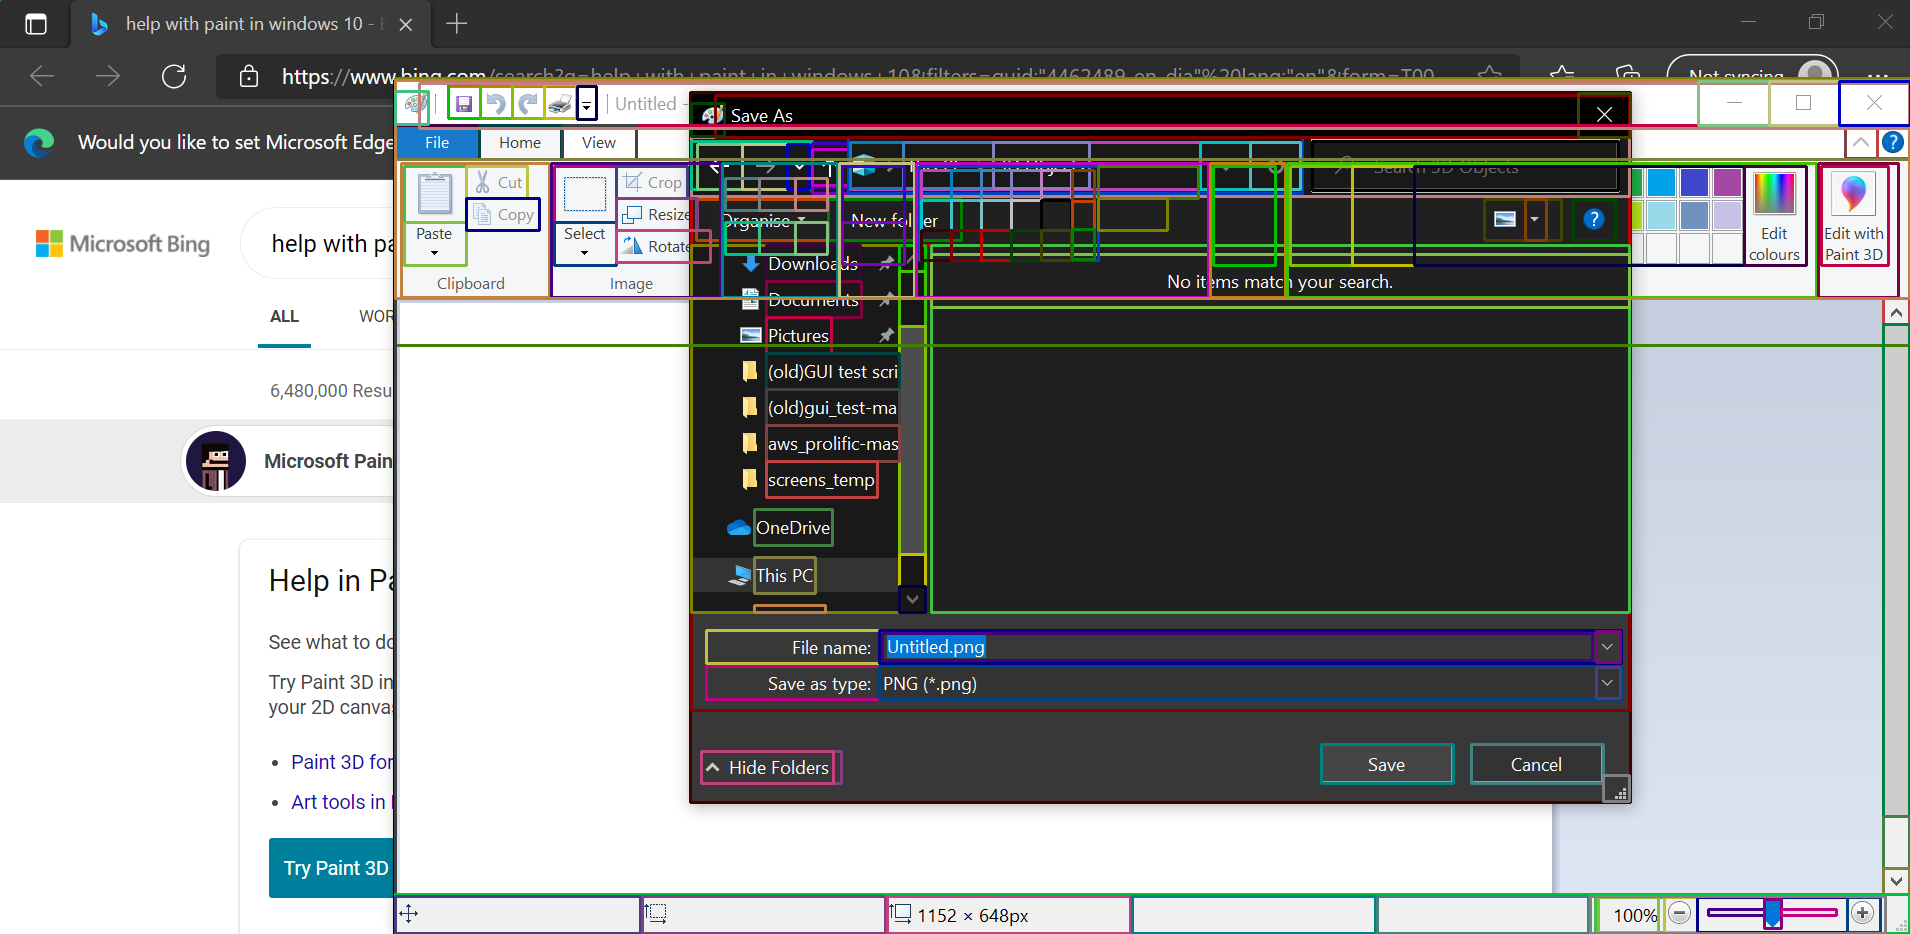 help with paint in windows 10 -
https://www.bing.com/search?q=help+with+paint+in+windows+10&filters=guid:"4462489-en-dia"%20lang:"en"&form=T00
Not syncing
Would you like to set Microsoft Edge
Untitled -
Save As
File
Home
View
Search 3D Objects
Paste
Cut
Copy
Clipboard
Select
Crop
Resize
Rotate
Image
Organise
New folder
Edit colours
Edit with Paint 3D
Microsoft Bing
help with pa
ALL
WOR
6,480,000 Resu
Microsoft Pain
Help in Pa
See what to do
Try Paint 3D in
your 2D canvas
Paint 3D for
Art tools in
Try Paint 3D
Downloads
Documents
Pictures
(old)GUI test scri
(old)gui_test-ma
aws_prolific-mas
screens_temp
OneDrive
This PC
No items match your search.
File name:
Untitled.png
Save as type:
PNG (*.png)
Hide Folders
Save
Cancel
1152 × 648px
100%